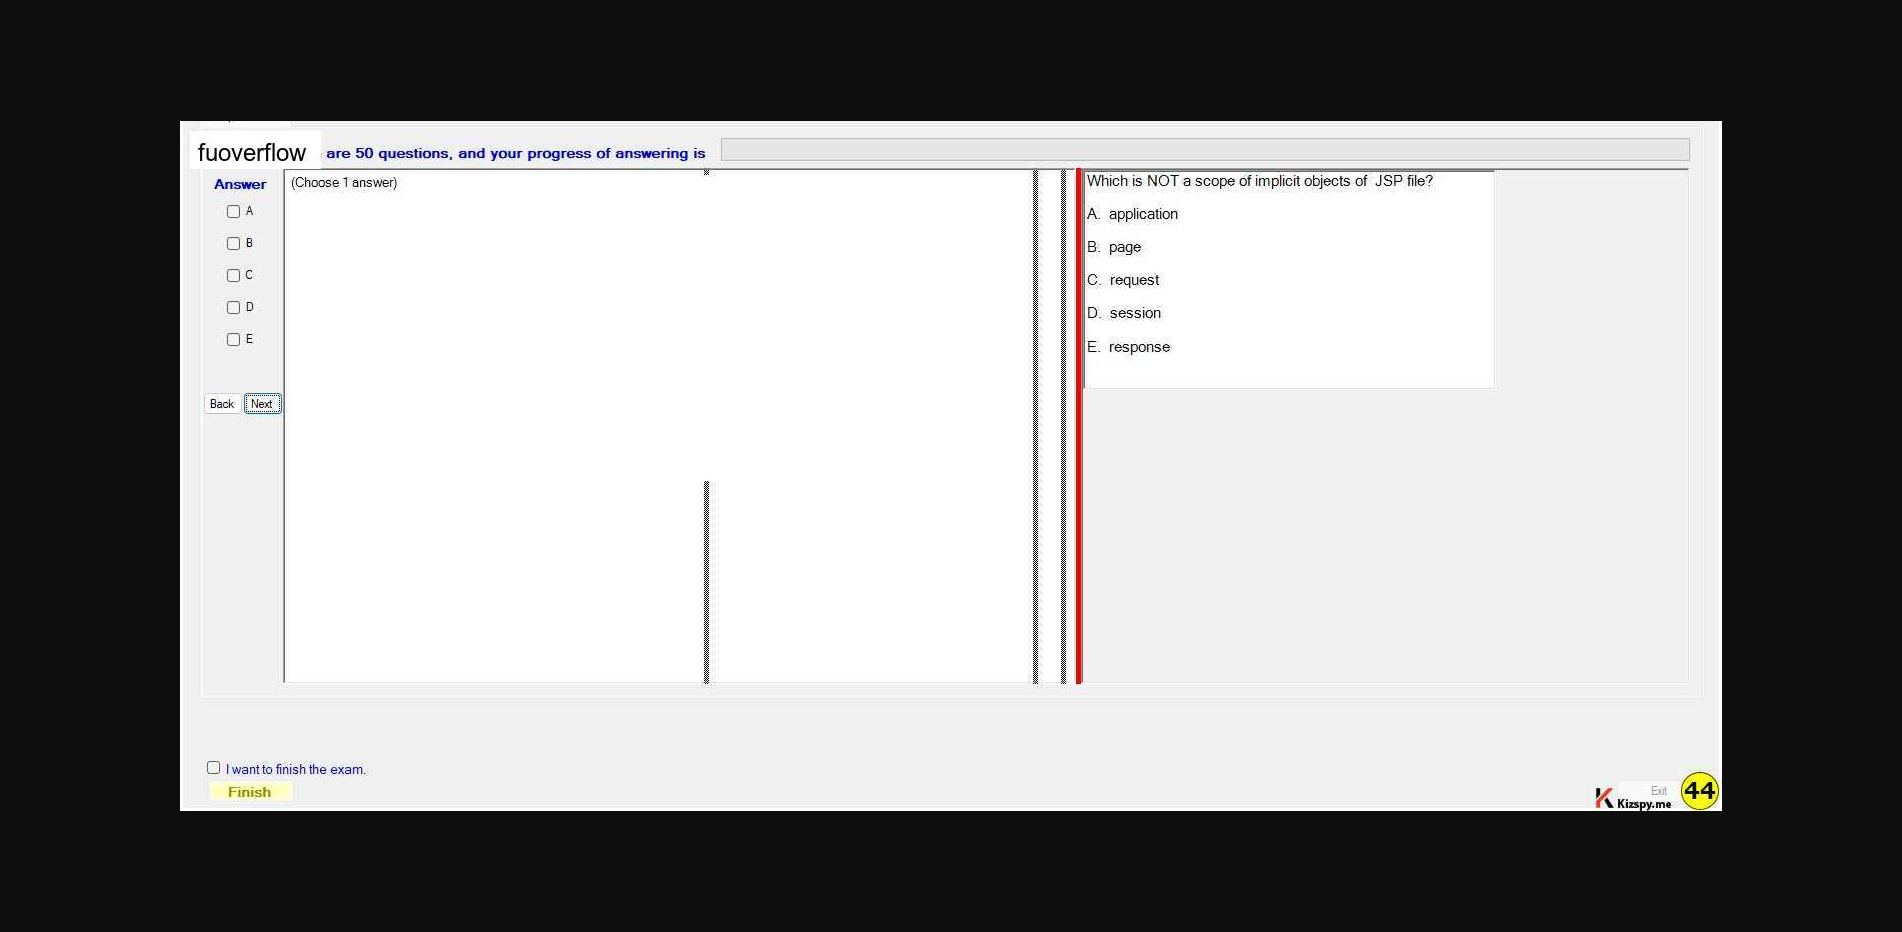 fuoverflow are 50 questions, and your progress of answering is
Answer
(Choose 1 answer)
A
B
C
D
E
Back Next
Which is NOT a scope of implicit objects of JSP file?
A. application
B. page
C. request
D. session
E. response
I want to finish the exam.
Finish
Exit
Kizspy.me
44